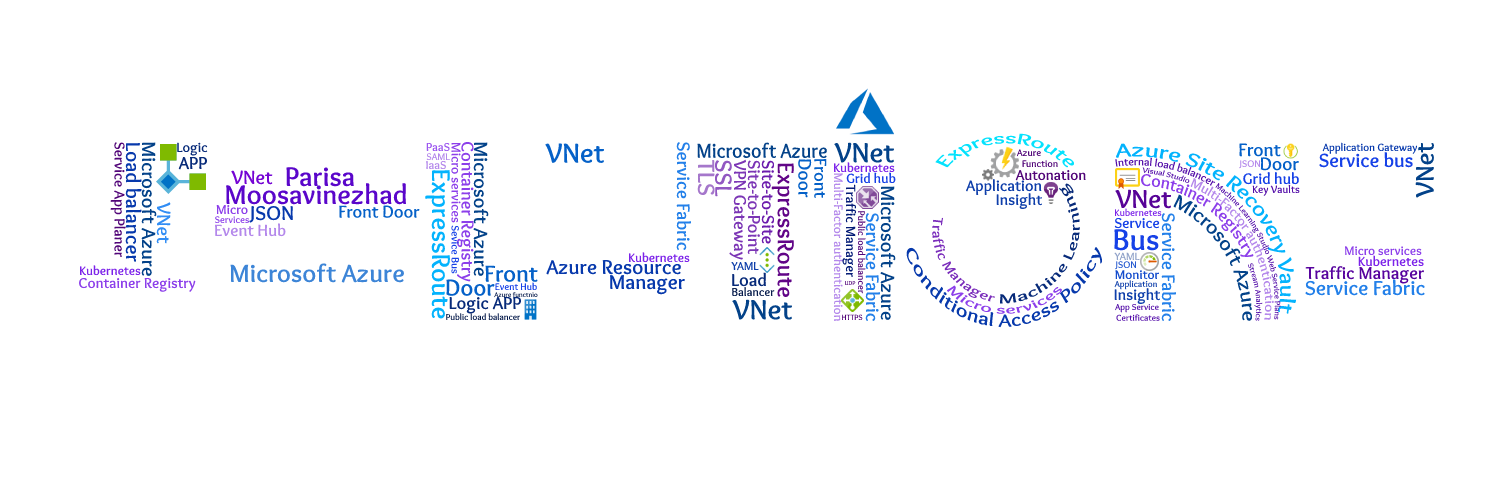 Logic
APP
Microsoft Azure
Load balancer
Service App Planer
VNet
Kubernetes
Container Registry
VNet
Parisa
Moosavinezhad
Micro
Services
JSON
Event Hub
Front Door
Microsoft Azure
PaaS
SAML
IaaS
ExpressRoute
Micro services
Sevice Bus
Container Registry
Microsoft Azure
Front
Door
Event Hub
Azure functnio
Logic APP
Public load balancer
VNet
Service Fabric
Kubernetes
Azure Resource
Manager
Microsoft Azure
TLS
SSL
VPN Gateway
Site-to-Point
Site-to-Site
ExpressRoute
Door
Front
YAML
Load
Balancer
VNet
VNet
Kubernetes
Grid hub
Multi-Factor authentication
Traffic Manager
UDP
Public load balancer
Service Fabric
Microsoft Azure
HTTPS
ExpressRoute
Azure
Function
Autonation
Application
Insight
Machine Learning
Traffic Manager
Micro services
Conditional Access Policy
Azure Site Recovery Vault
Internal load balancer
Machine Learning Studio
Web Service Plans
Visual Studio
Multi-Factor authentication
Container Registry
Stream Analytics
VNet
Microsoft Azure
Kubernetes
Service
Bus
YAML
JSON
Monitor
Application
Insight
App Service
Certificates
Service Fabric
Front
JSON
Door
Grid hub
Key Vaults
Application Gateway
Service bus
VNet
Micro services
Kubernetes
Traffic Manager
Service Fabric